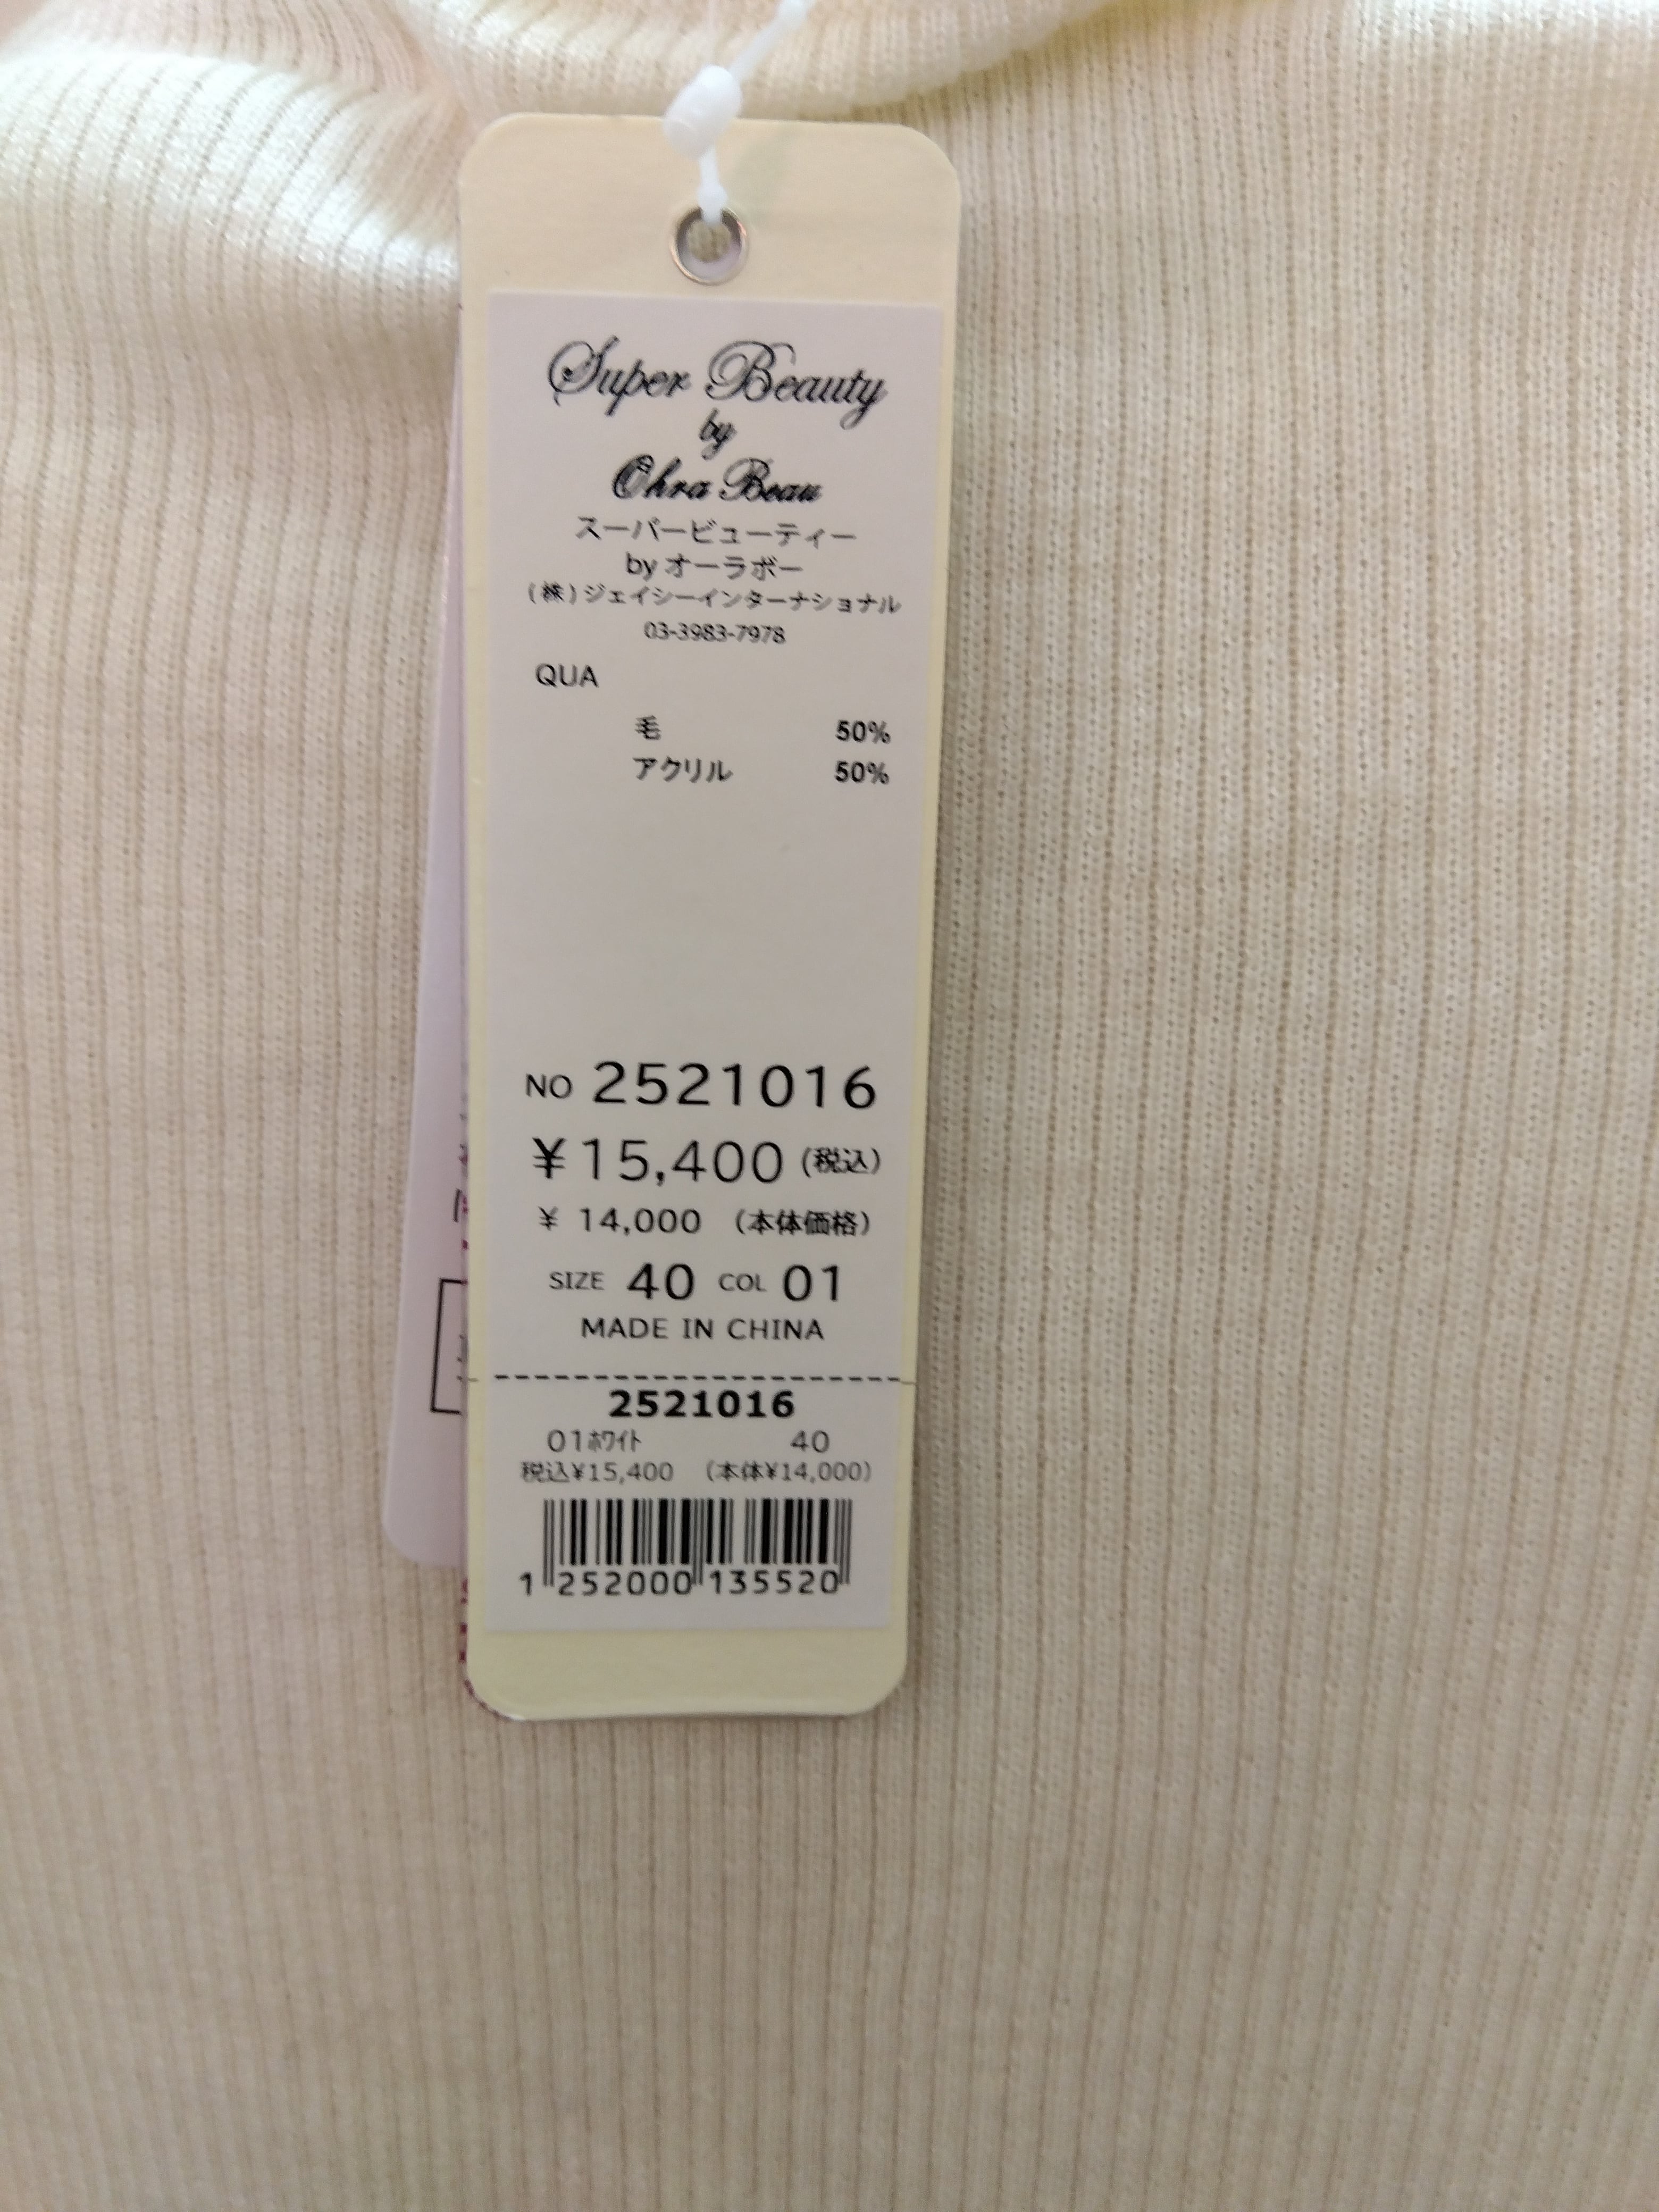 Super Beauty
by
Ohra Beau
スーパービューティー
by オーラボー
(株)ジェイシーインターナショナル
03-3983-7978
QUA
毛 50%
アクリル 50%
NO 2521016
¥15,400 (税込)
¥ 14,000 (本体価格)
SIZE 40 COL 01
MADE IN CHINA
2521016
01ﾎﾜｲﾄ 40
税込¥15,400 (本体¥14,000)
1 252000 135520